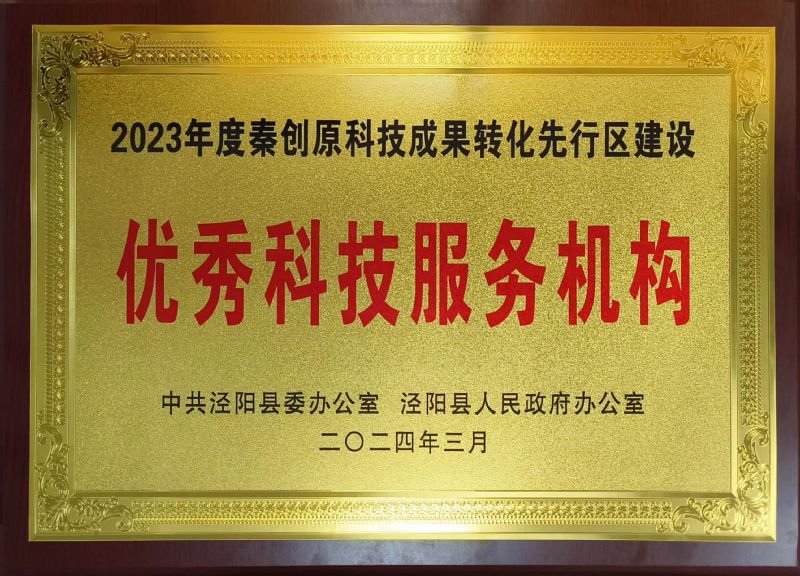 2023年度秦创原科技成果转化先行区建设
优秀科技服务机构
中共泾阳县委办公室 泾阳县人民政府办公室
二〇二四年三月